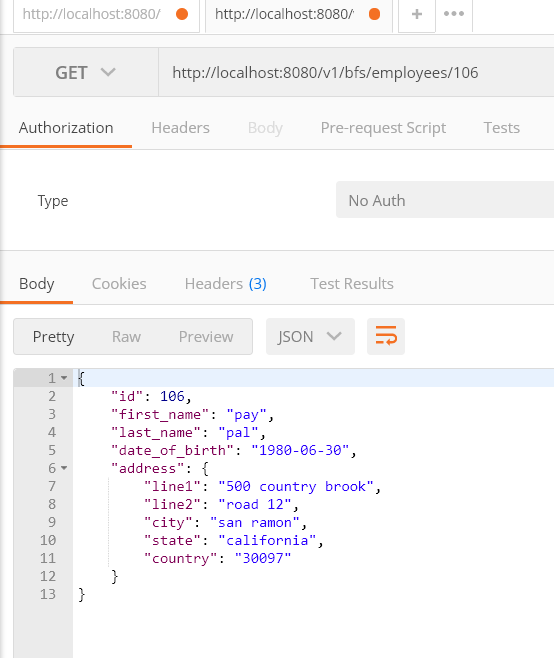 http://localhost:8080/ http://localhost:8080/ + •••
GET http://localhost:8080/v1/bfs/employees/106
Authorization Headers Body Pre-request Script Tests
Type No Auth
Body Cookies Headers (3) Test Results
Pretty Raw Preview JSON
1 {
2 "id": 106,
3 "first_name": "pay",
4 "last_name": "pal",
5 "date_of_birth": "1980-06-30",
6 "address": {
7 "line1": "500 country brook",
8 "line2": "road 12",
9 "city": "san ramon",
10 "state": "california",
11 "country": "30097"
12 }
13 }